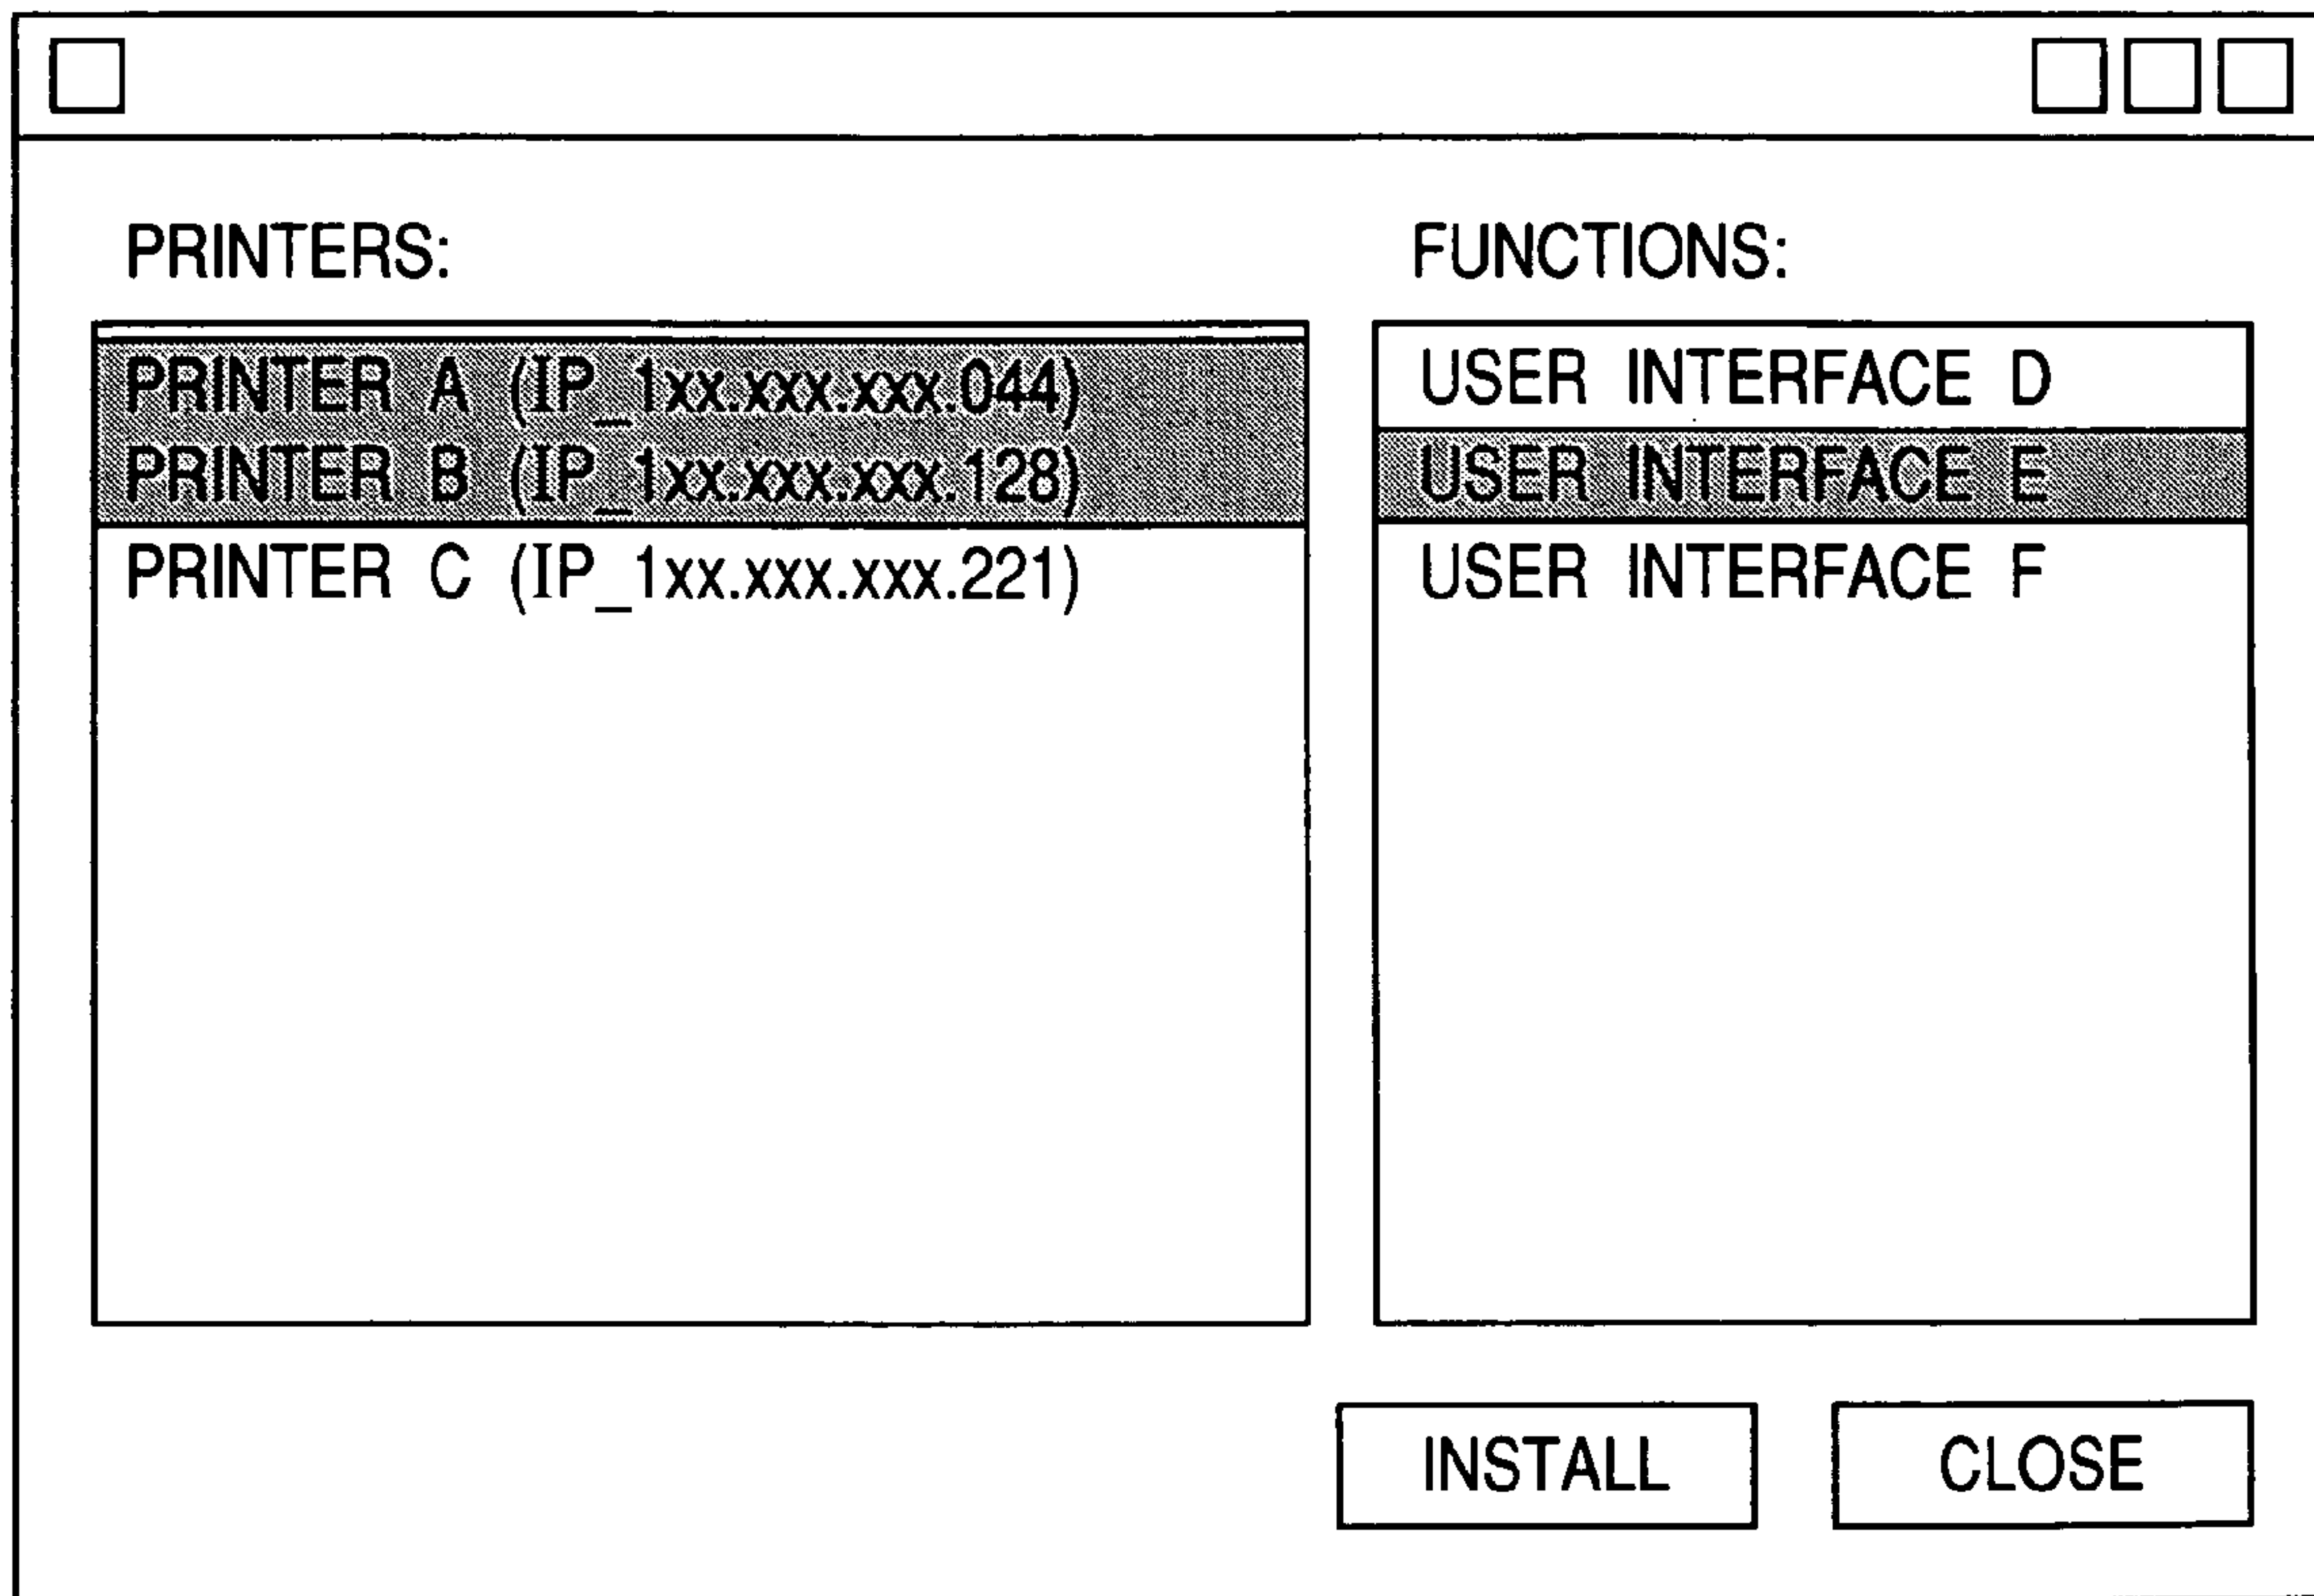 PRINTERS:
PRINTER A (IP_1xx.xxx.xxx.044)
PRINTER B (IP_1xx.xxx.xxx.128)
PRINTER C (IP_1xx.xxx.xxx.221)
FUNCTIONS:
USER INTERFACE D
USER INTERFACE E
USER INTERFACE F
INSTALL
CLOSE